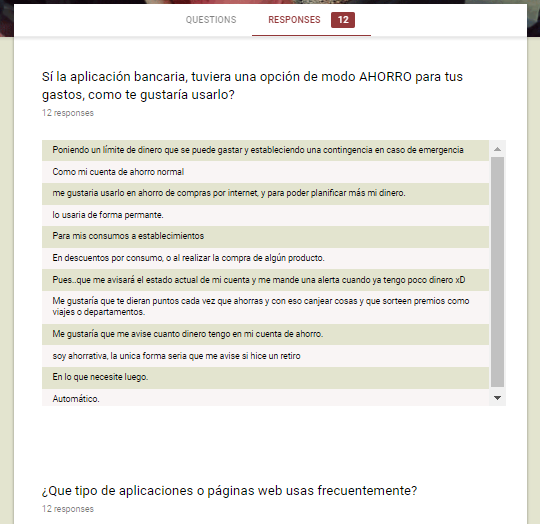 QUESTIONS RESPONSES 12
Sí la aplicación bancaria, tuviera una opción de modo AHORRO para tus
gastos, como te gustaría usarlo?
12 responses
Poniendo un límite de dinero que se puede gastar y estableciendo una contingencia en caso de emergencia
Como mi cuenta de ahorro normal
me gustaria usarlo en ahorro de compras por internet, y para poder planificar más mi dinero.
lo usaria de forma permante.
Para mis consumos a establecimientos
En descuentos por consumo, o al realizar la compra de algún producto.
Pues..que me avisará el estado actual de mi cuenta y me mande una alerta cuando ya tengo poco dinero xD
Me gustaría que te dieran puntos cada vez que ahorras y con eso canjear cosas y que sorteen premios como
viajes o departamentos.
Me gustaría que me avise cuanto dinero tengo en mi cuenta de ahorro.
soy ahorrativa, la unica forma seria que me avise si hice un retiro
En lo que necesite luego.
Automático.
¿Que tipo de aplicaciones o páginas web usas frecuentemente?
12 responses